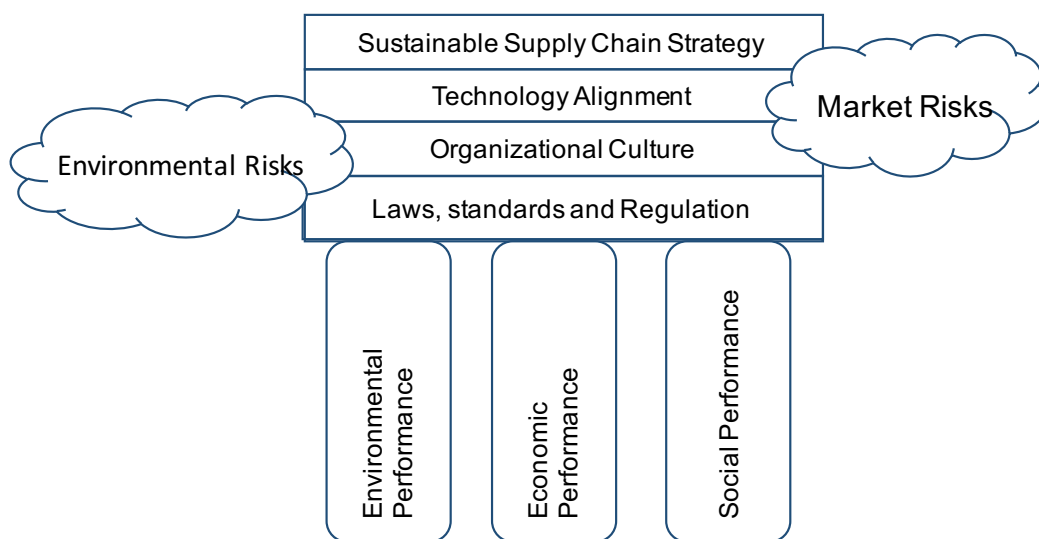 Sustainable Supply Chain Strategy
Technology Alignment
Market Risks
Organizational Culture
Environmental Risks
Laws, standards and Regulation
Environmental
Performance
Economic
Performance
Social Performance